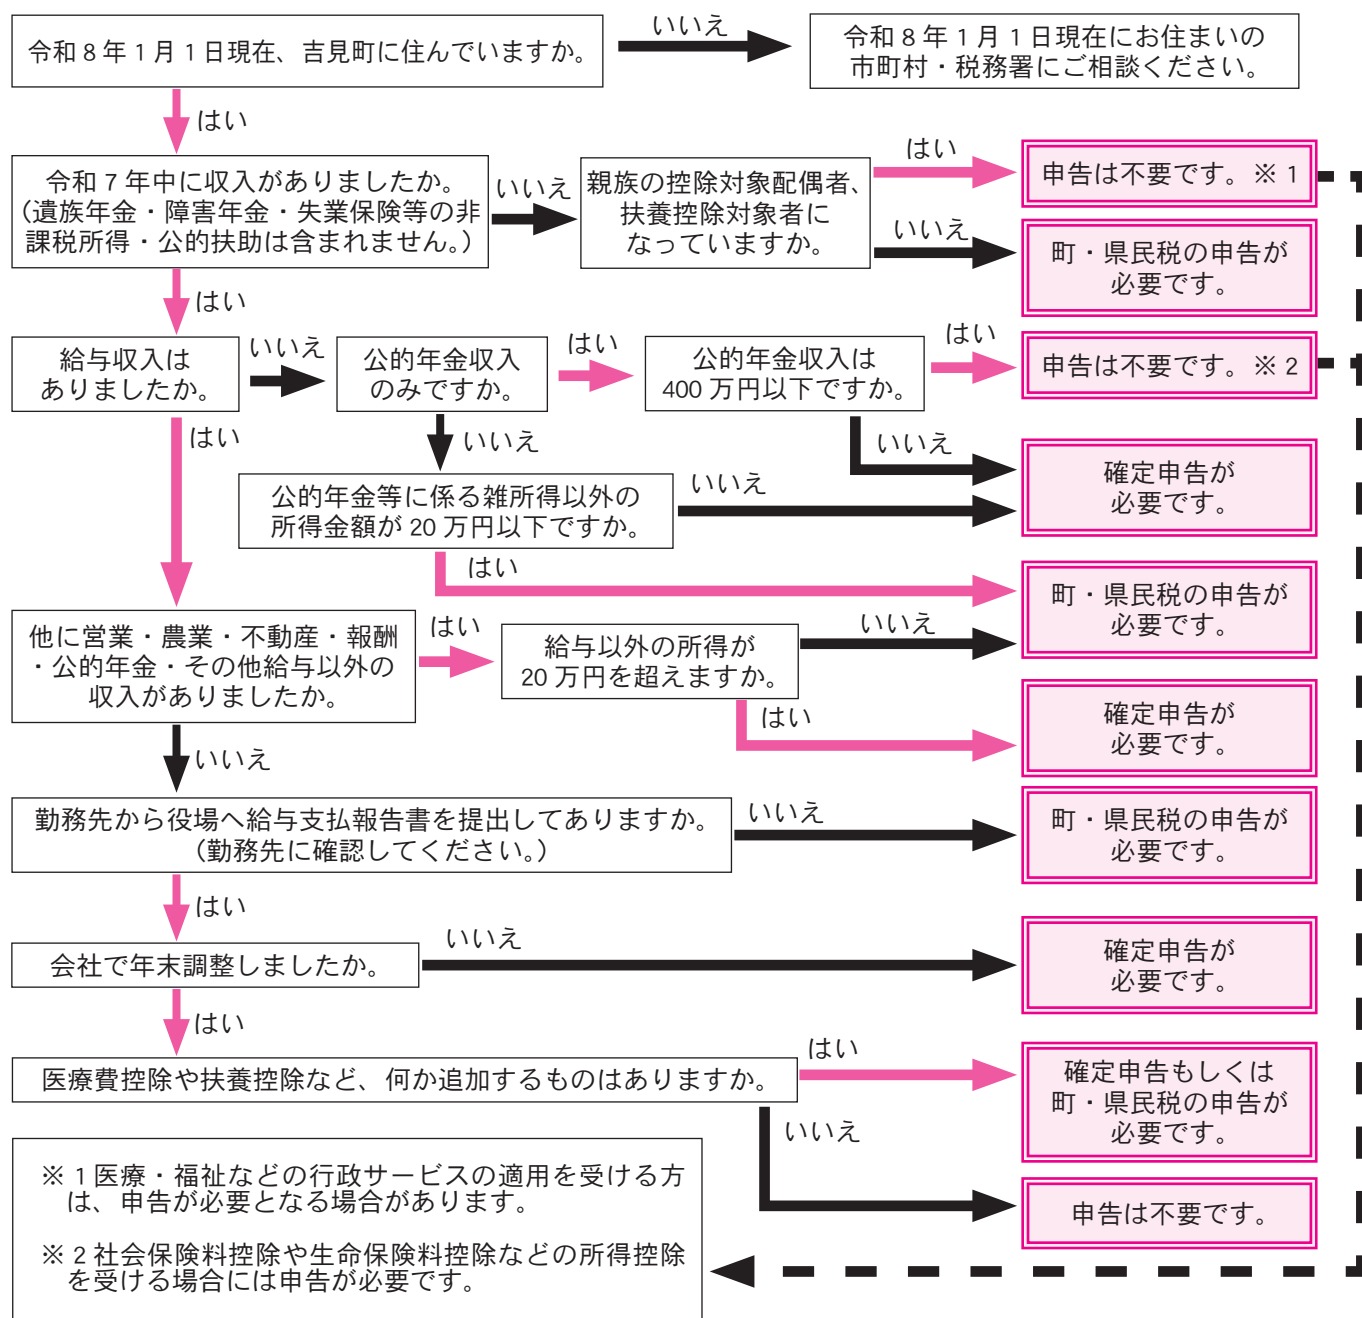 令和８年１月１日現在、吉見町に住んでいますか。
いいえ
令和８年１月１日現在にお住まいの
市町村・税務署にご相談ください。
はい
令和７年中に収入がありましたか。
（遺族年金・障害年金・失業保険等の非
課税所得・公的扶助は含まれません。）
いいえ
親族の控除対象配偶者、
扶養控除対象者に
なっていますか。
はい
申告は不要です。※１
いいえ
町・県民税の申告が
必要です。
はい
給与収入は
ありましたか。
いいえ
公的年金収入
のみですか。
はい
公的年金収入は
400万円以下ですか。
はい
申告は不要です。※２
いいえ
確定申告が
必要です。
はい
いいえ
公的年金等に係る雑所得以外の
所得金額が20万円以下ですか。
いいえ
はい
町・県民税の申告が
必要です。
他に営業・農業・不動産・報酬
・公的年金・その他給与以外の
収入がありましたか。
はい
給与以外の所得が
20万円を超えますか。
いいえ
はい
確定申告が
必要です。
いいえ
勤務先から役場へ給与支払報告書を提出してありますか。
（勤務先に確認してください。）
いいえ
町・県民税の申告が
必要です。
はい
会社で年末調整しましたか。
いいえ
確定申告が
必要です。
はい
医療費控除や扶養控除など、何か追加するものはありますか。
はい
確定申告もしくは
町・県民税の申告が
必要です。
いいえ
申告は不要です。
※１医療・福祉などの行政サービスの適用を受ける方
は、申告が必要となる場合があります。
※２社会保険料控除や生命保険料控除などの所得控除
を受ける場合には申告が必要です。